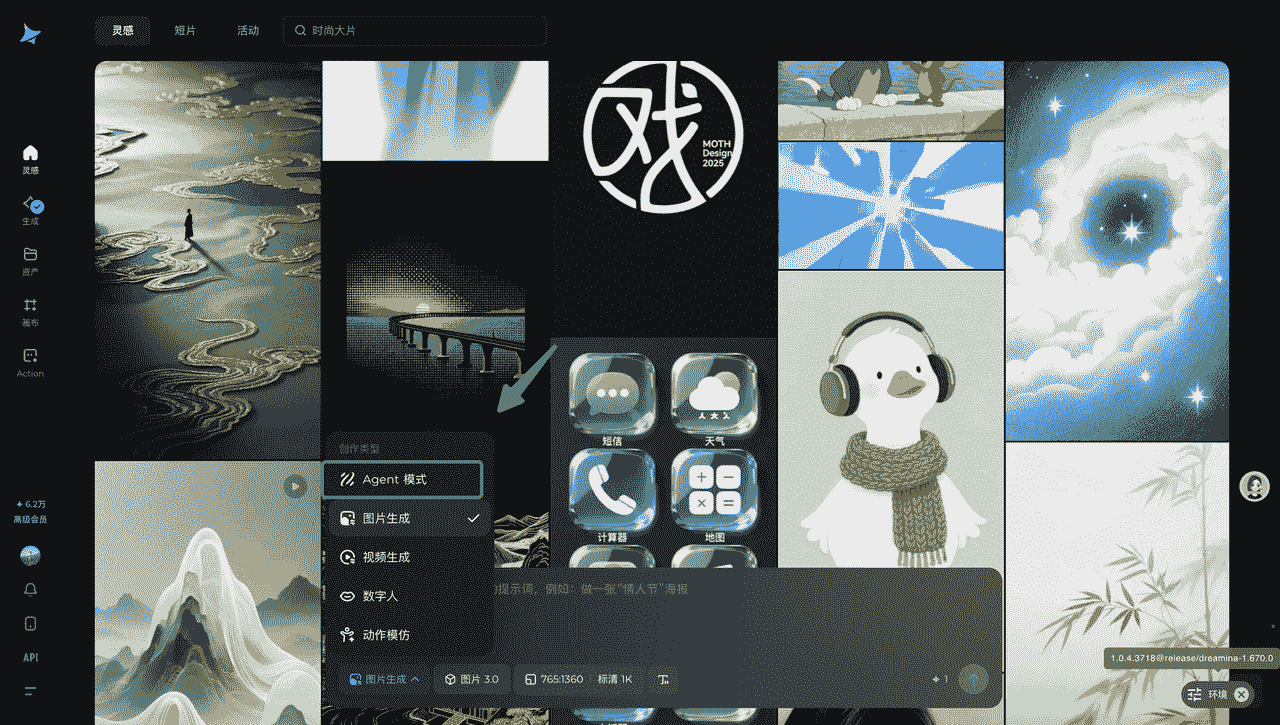 灵感
短片
活动
时尚大片
灵感
生成
资产
画布
Action
6.2万
高级会员
API
戏
MOTH
Design
2025
短信
天气
计算器
地图
创作类型
Agent 模式
图片生成
视频生成
数字人
动作模仿
提示词，例如：做一张“情人节”海报
图片生成
图片 3.0
765:1360
标清 1K
1
1.0.4.3718@release/dreamina-1.670.0
环境